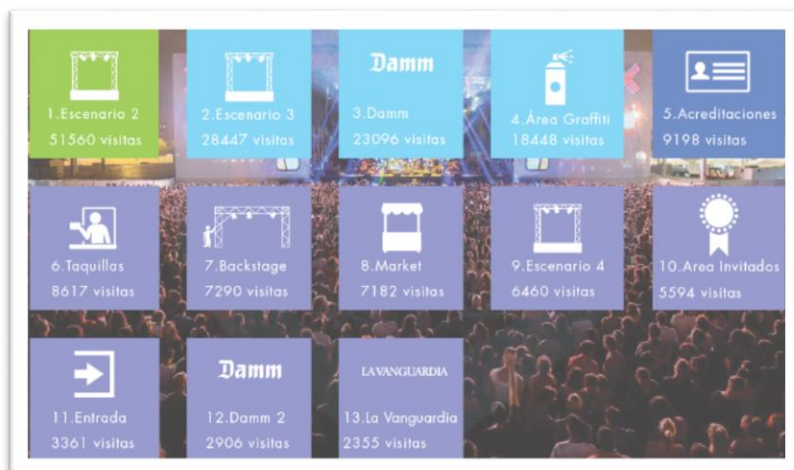 Damm
1.Escenario 2
51560 visitas
2.Escenario 3
28447 visitas
3.Damm
23096 visitas
4.Área Graffiti
18448 visitas
5.Acreditaciones
9198 visitas
6.Taquillas
8617 visitas
7.Backstage
7290 visitas
8.Market
7182 visitas
9.Escenario 4
6460 visitas
10.Area Invitados
5594 visitas
Damm
LA VANGUARDIA
11.Entrada
3361 visitas
12.Damm 2
2906 visitas
13.La Vanguardia
2355 visitas